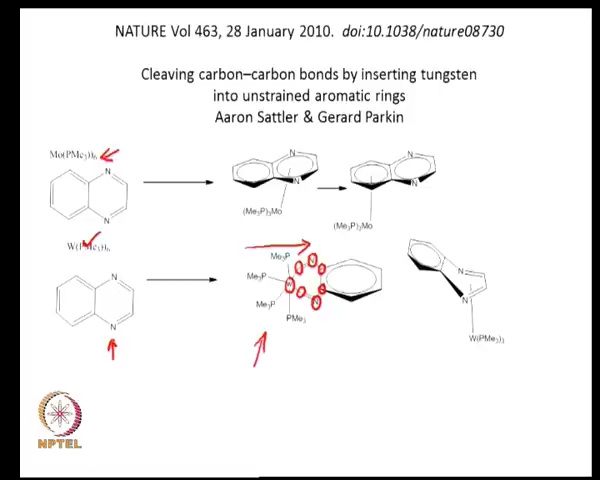 NATURE Vol 463, 28 January 2010. doi:10.1038/nature08730
Cleaving carbon–carbon bonds by inserting tungsten
into unstrained aromatic rings
Aaron Sattler & Gerard Parkin
Mo(PMe3)6
N
N
N
N
(Me3P)3Mo
N
N
(Me3P)3Mo
N
N
Me3P
Me3P
Me3P
W
PMe3
N
N
N
N
W(PMe3)3
NPTEL